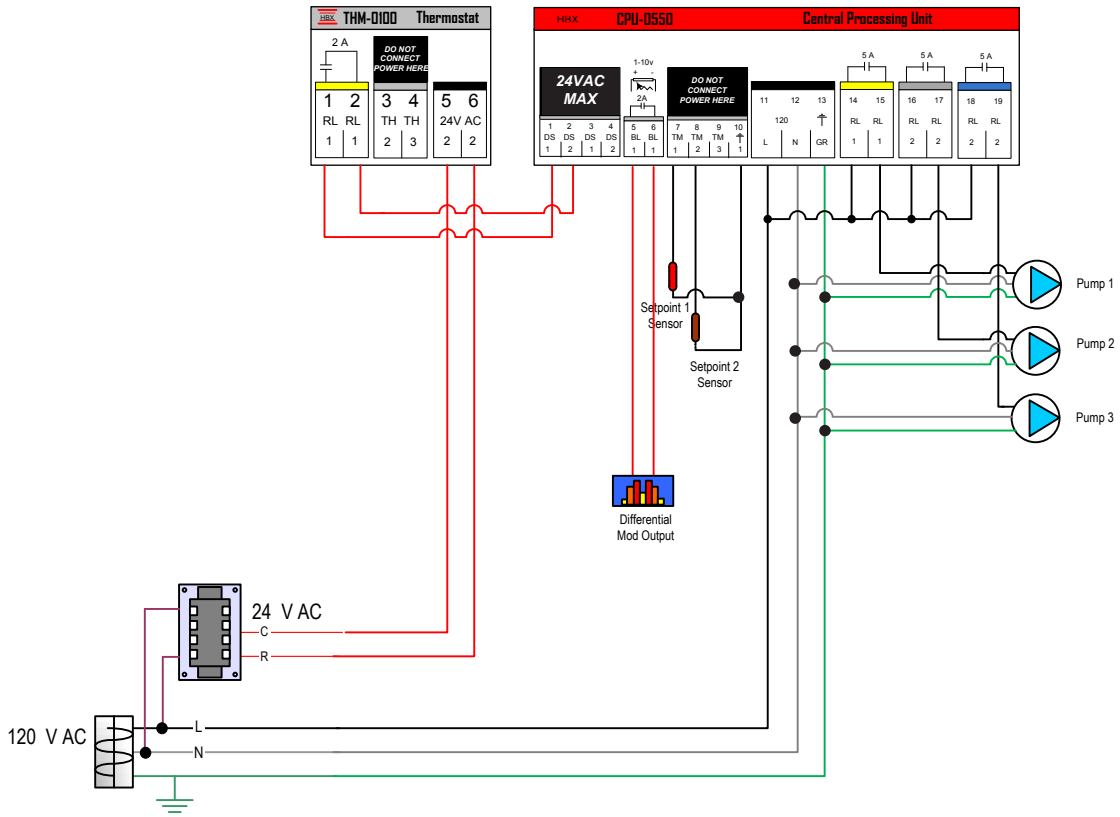 HBX THM-0100 Thermostat
2 A
DO NOT
CONNECT
POWER HERE
1 2 3 4 5 6
RL RL TH TH 24V AC
1 1 2 3 2 2
HBX CPU-0550 Central Processing Unit
24VAC
MAX
1-10v
+ -
2A
DO NOT
CONNECT
POWER HERE
5 A 5 A 5 A
1 2 3 4 5 6 7 8 9 10 11 12 13 14 15 16 17 18 19
DS DS DS DS BL BL TM TM TM 120 RL RL RL RL RL RL
1 2 1 2 1 1 1 2 3 1 L N GR 1 1 2 2 2 2
Setpoint 1
Sensor
Setpoint 2
Sensor
Pump 1
Pump 2
Pump 3
Differential
Mod Output
24 V AC
C
R
120 V AC
L
N